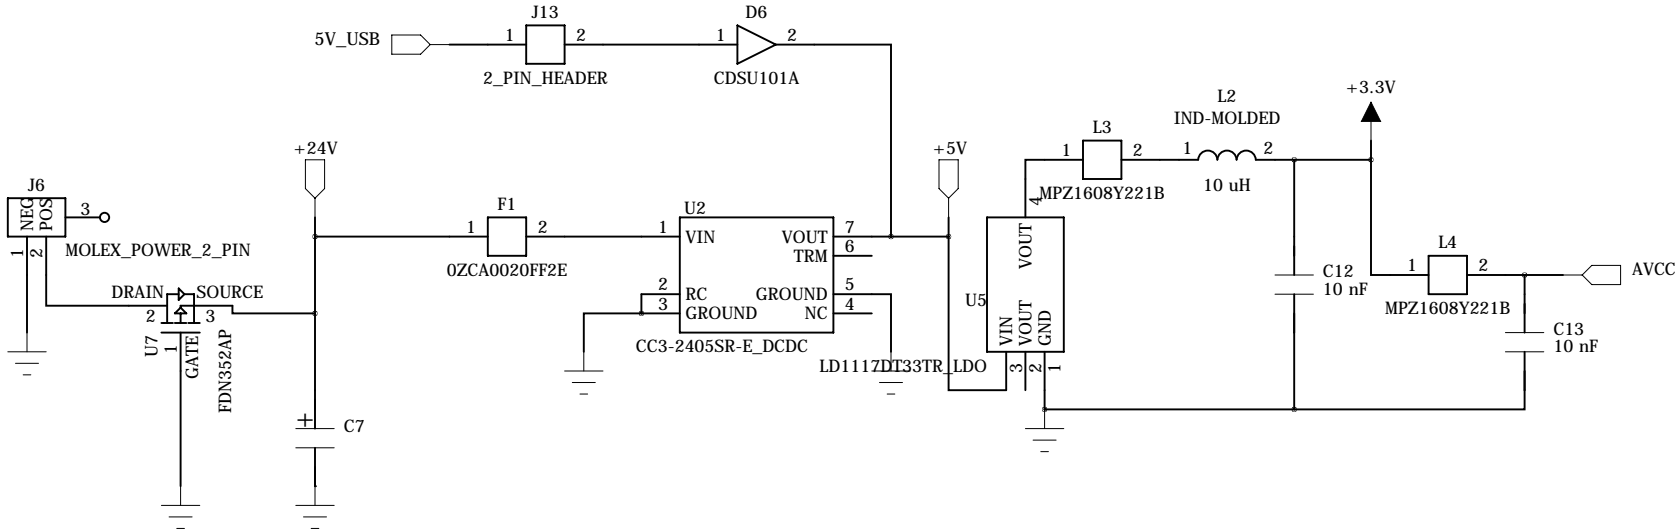 J13
D6
5V_USB
1
2
1
2
2_PIN_HEADER
CDSU101A
+3.3V
L2
IND-MOLDED
L3
+24V
+5V
1
2
1
2
J6
MPZ1608Y221B
10 uH
NEG
POS
3
F1
U2
4
1
2
1
VIN
VOUT
7
VOUT
L4
1
2
MOLEX_POWER_2_PIN
TRM
6
0ZCA0020FF2E
C12
1
2
AVCC
10 nF
DRAIN
SOURCE
2
RC
GROUND
5
U5
MPZ1608Y221B
2
3
3
GROUND
NC
4
VIN
VOUT
GND
C13
U7
1
GATE
FDN352AP
CC3-2405SR-E_DCDC
10 nF
LD1117DT33TR_LDO
3
2
1
+
C7